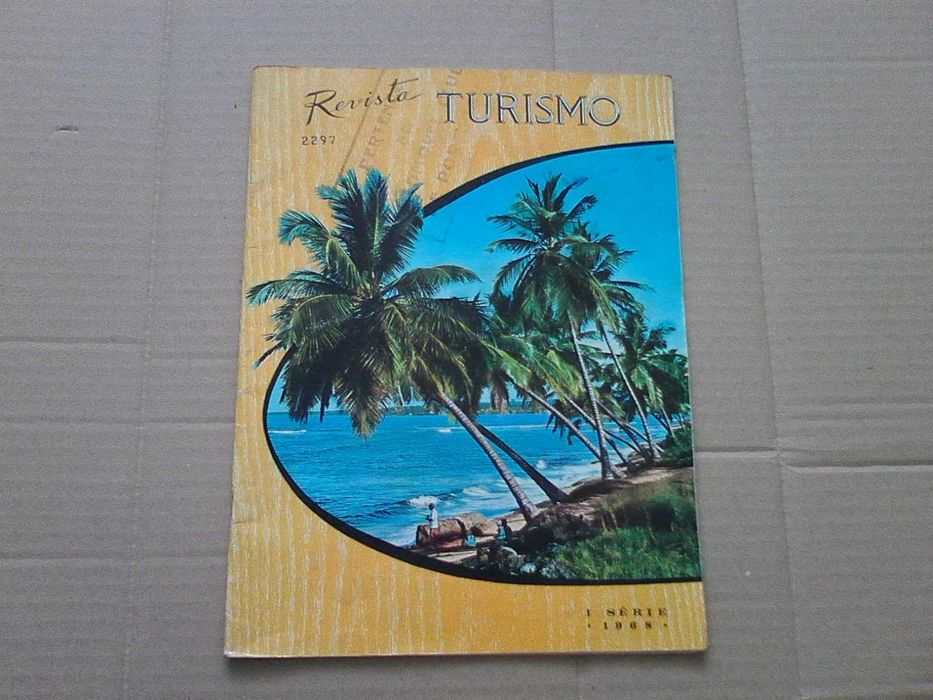 Revista TURISMO
2297
I SÉRIE
* 1968 *